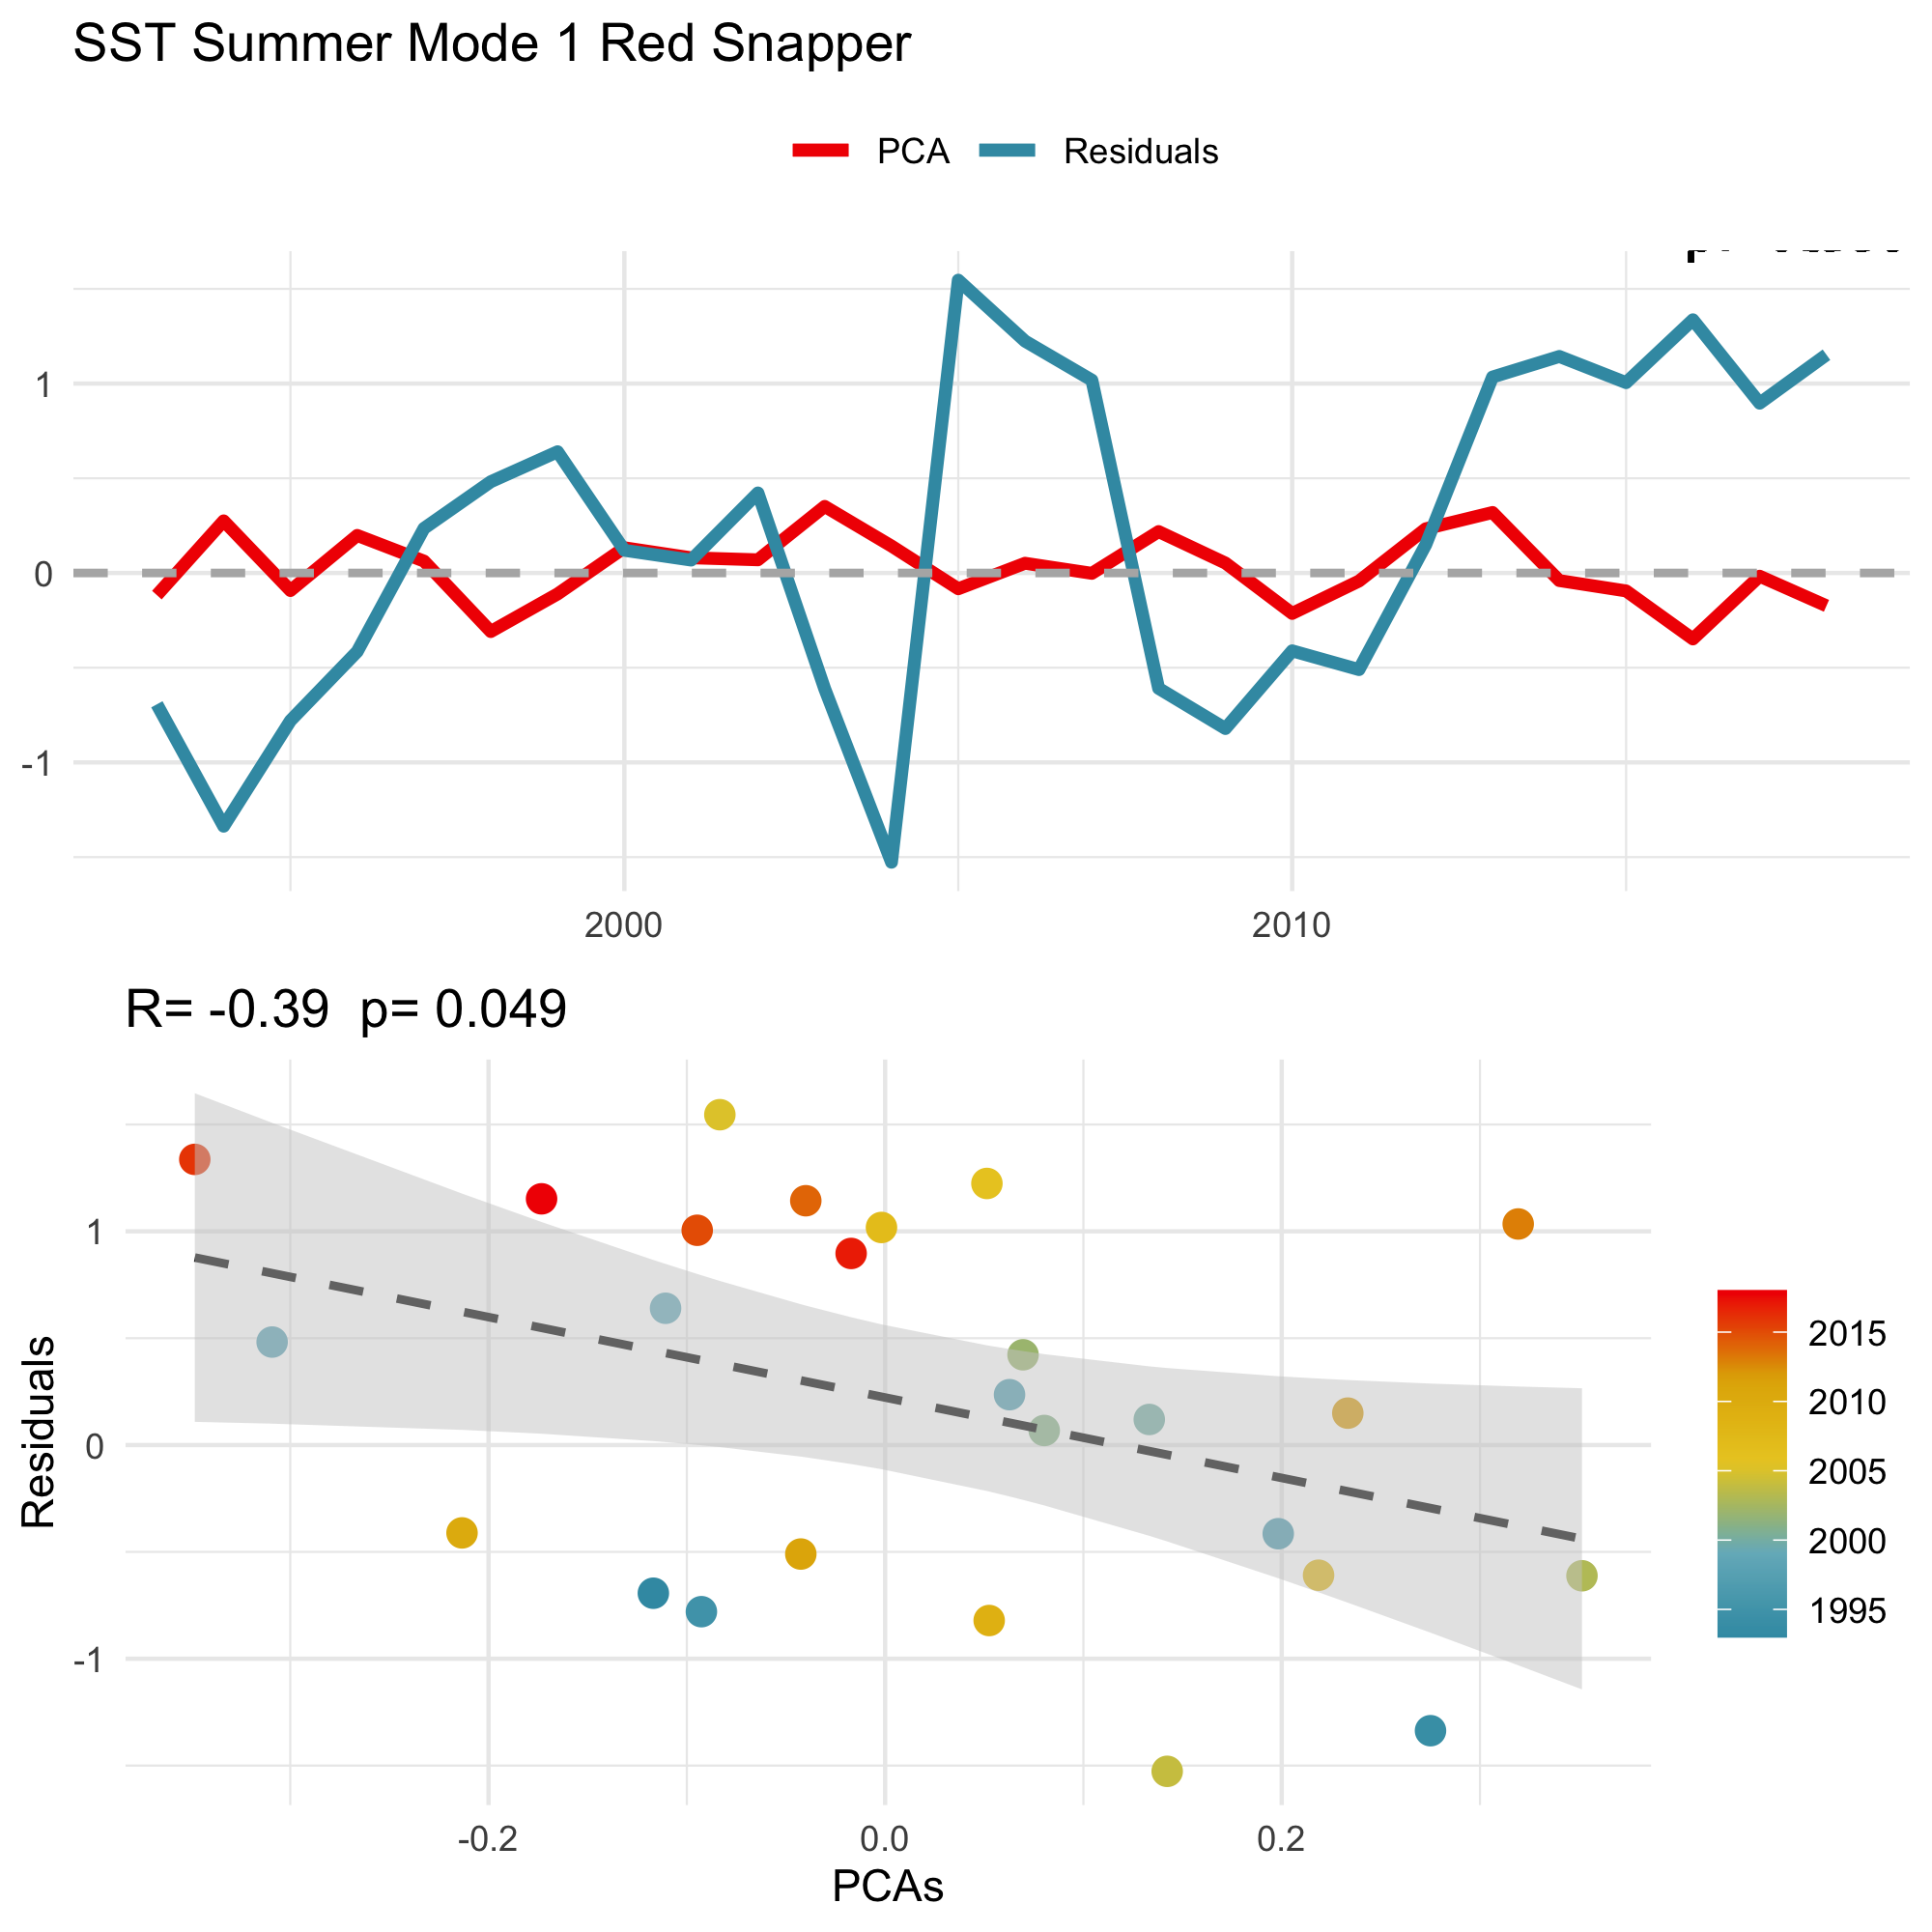 SST Summer Mode 1 Red Snapper
PCA Residuals
1
0
-1
2000 2010
R= -0.39 p= 0.049
Residuals
1
0
-1
-0.2 0.0 0.2
PCAs
2015
2010
2005
2000
1995